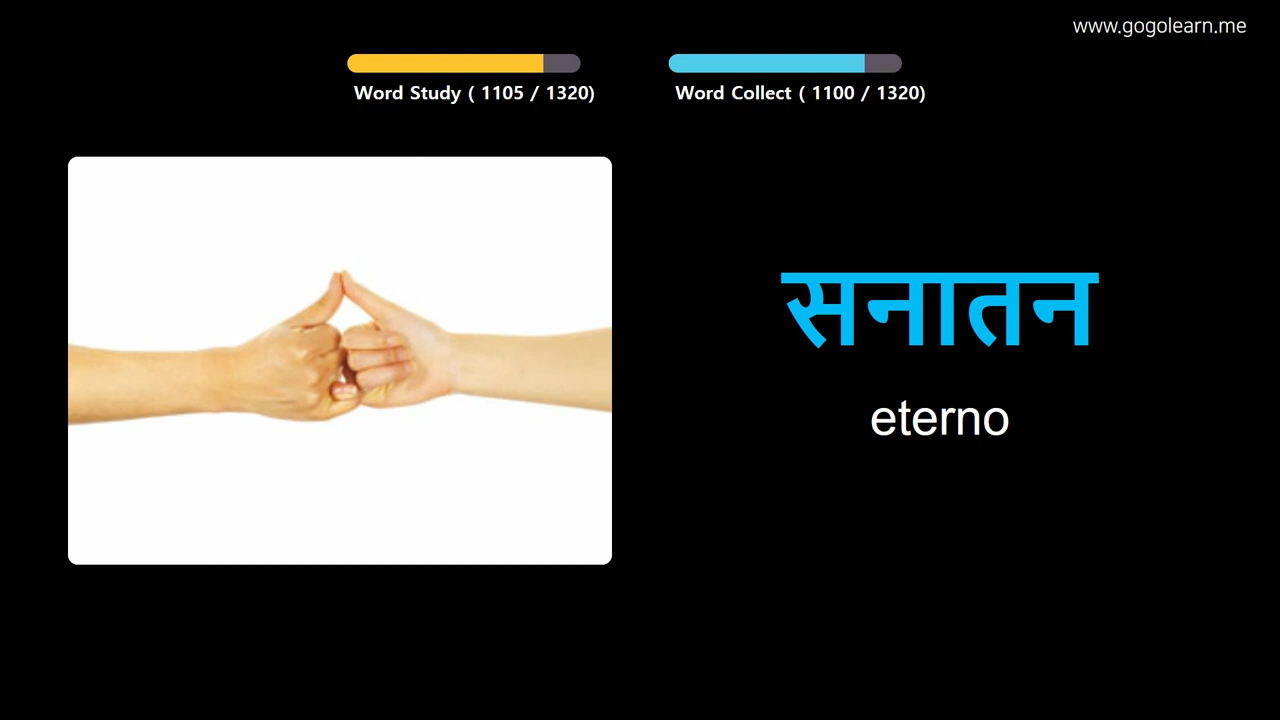 www.gogolearn.me
Word Study ( 1105 / 1320)
Word Collect ( 1100 / 1320)
सनातन
eterno